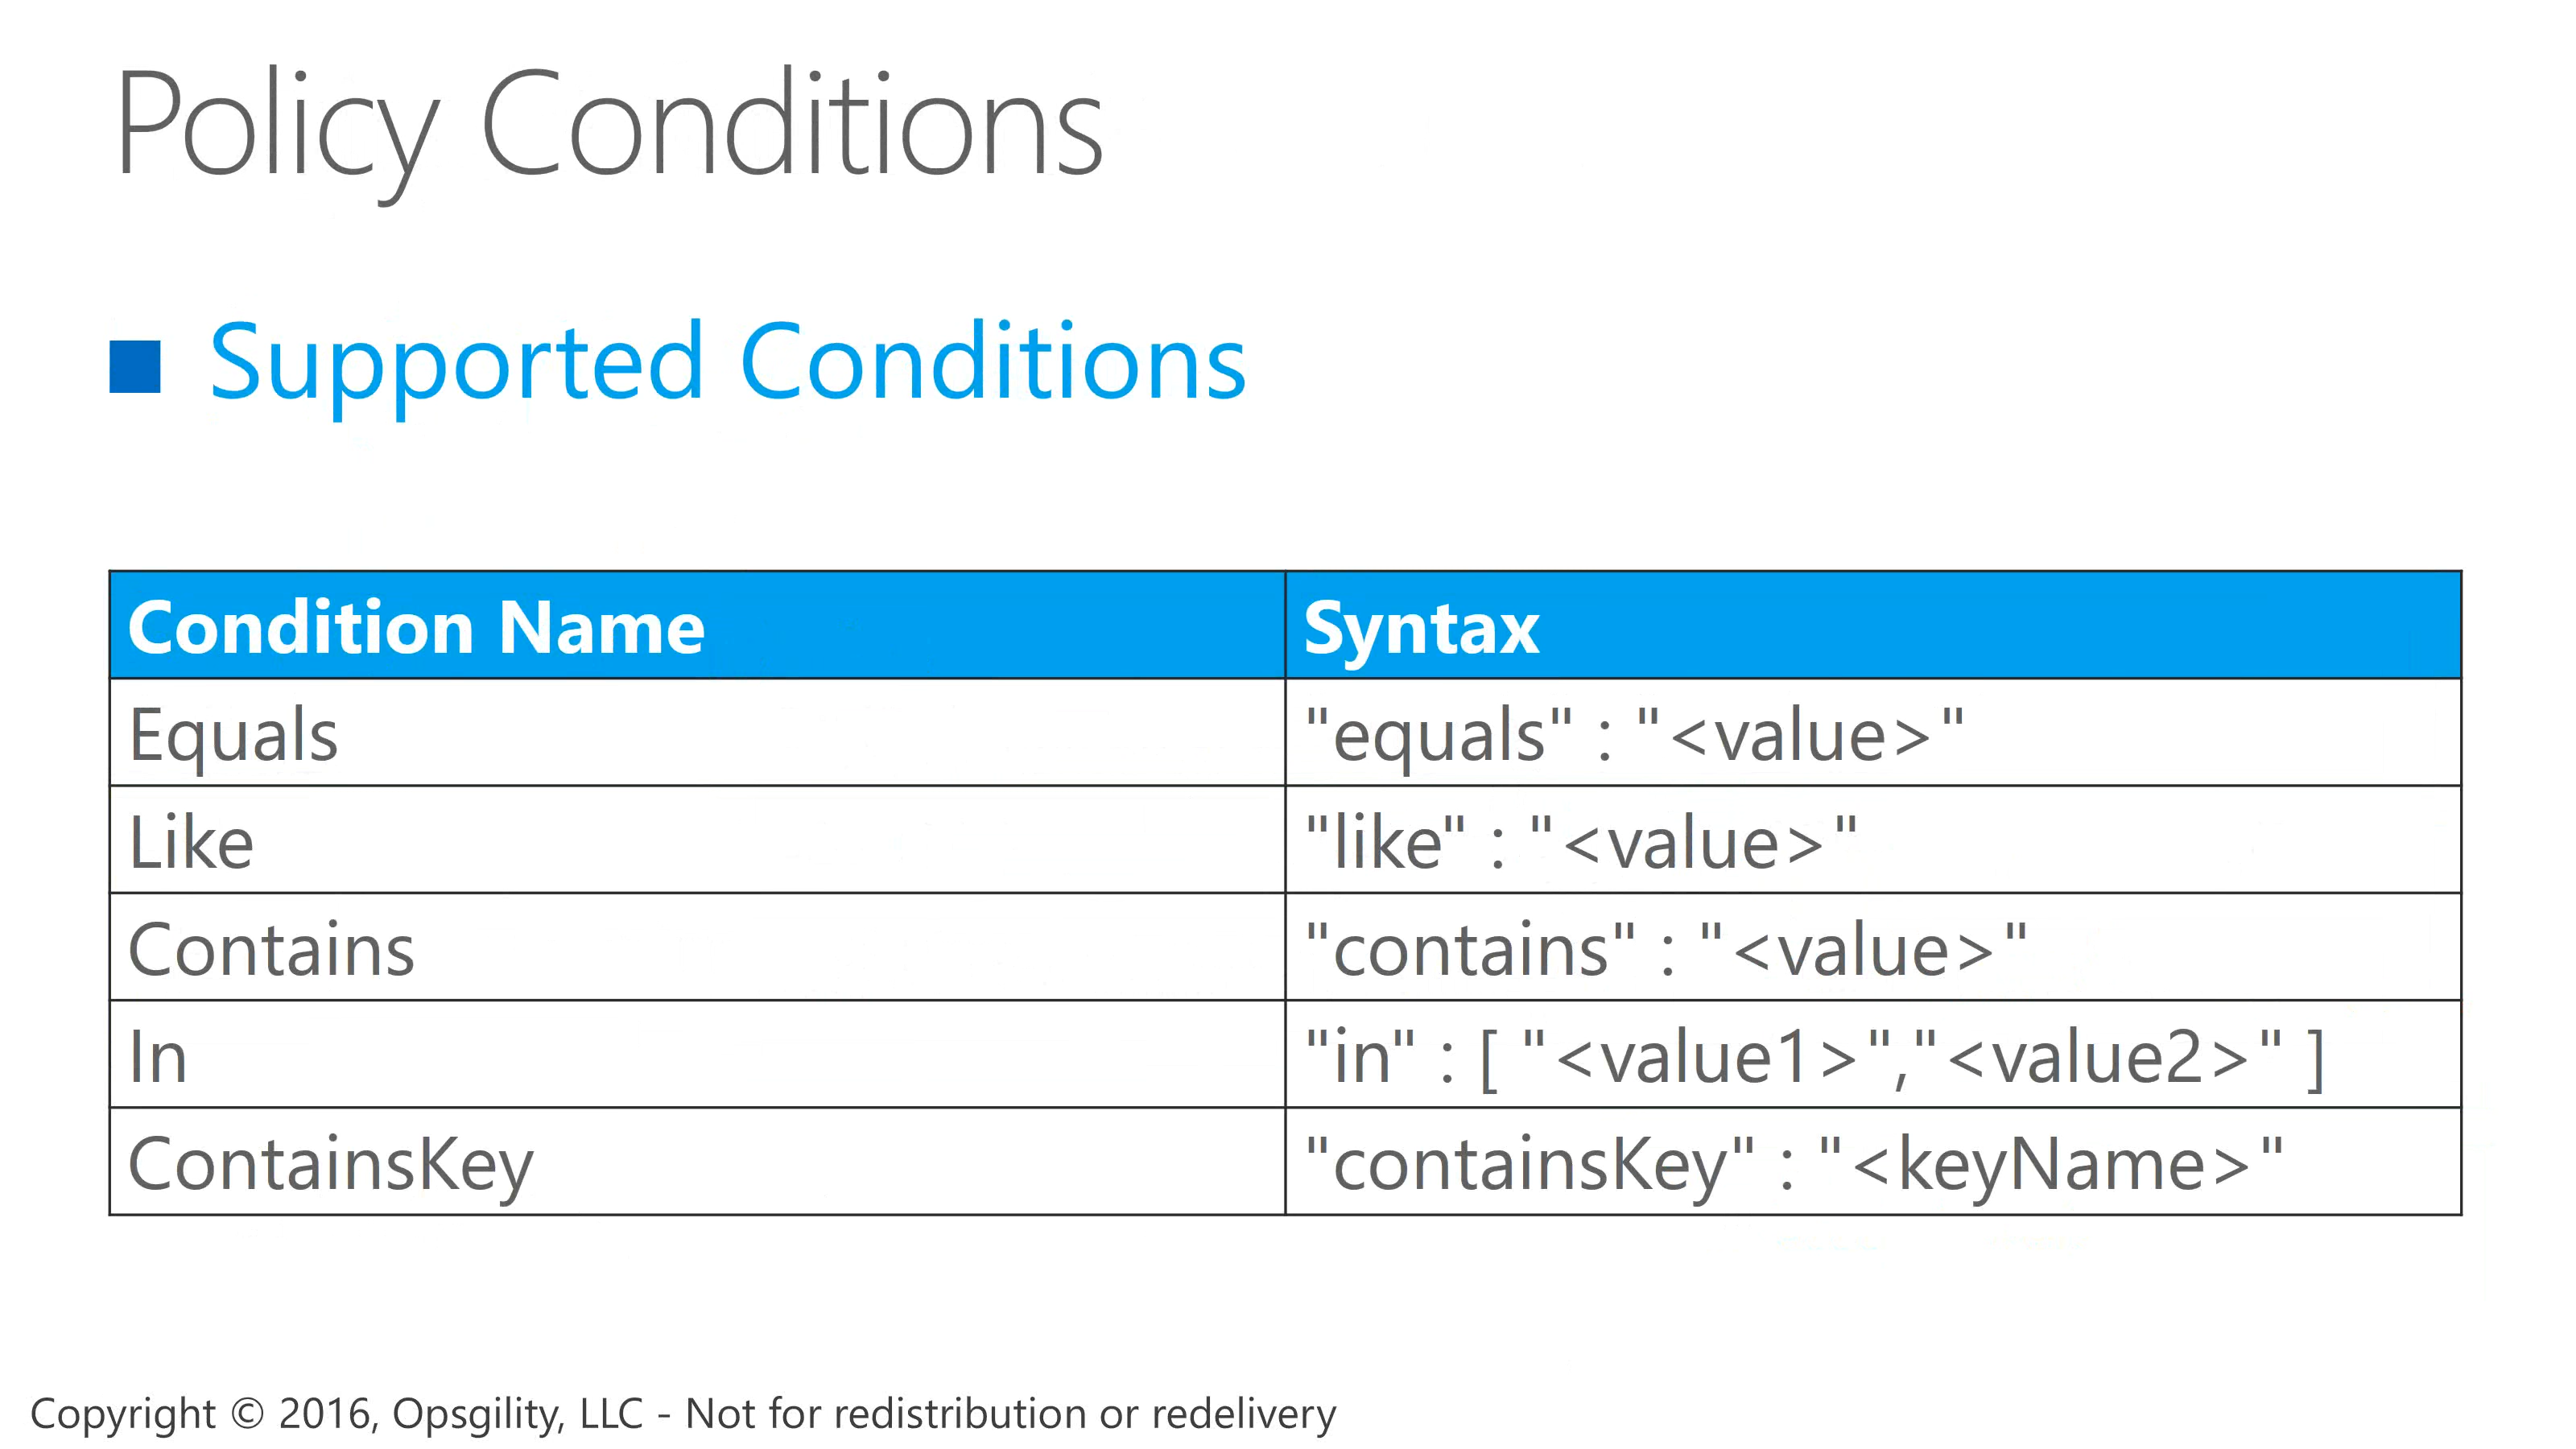 Policy Conditions
Supported Conditions
Condition Name Syntax
Equals "equals" : "<value>"
Like "like" : "<value>"
Contains "contains" : "<value>"
In "in" : [ "<value1>","<value2>" ]
ContainsKey "containsKey" : "<keyName>"
Copyright © 2016, Opsgility, LLC - Not for redistribution or redelivery